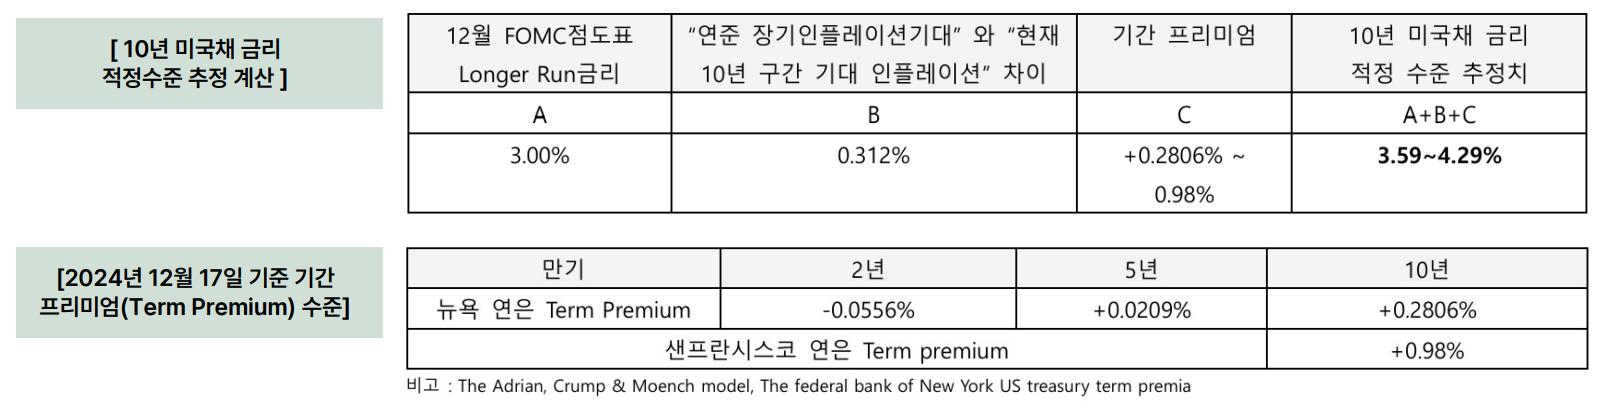 [ 10년 미국채 금리
적정수준 추정 계산 ]
12월 FOMC점도표
Longer Run금리
“연준 장기인플레이션기대” 와 “현재
10년 구간 기대 인플레이션” 차이
기간 프리미엄
10년 미국채 금리
적정 수준 추정치
A
B
C
A+B+C
3.00%
0.312%
+0.2806% ~
0.98%
3.59~4.29%
[2024년 12월 17일 기준 기간
프리미엄(Term Premium) 수준]
만기
2년
5년
10년
뉴욕 연은 Term Premium
-0.0556%
+0.0209%
+0.2806%
샌프란시스코 연은 Term premium
+0.98%
비고 : The Adrian, Crump & Moench model, The federal bank of New York US treasury term premia